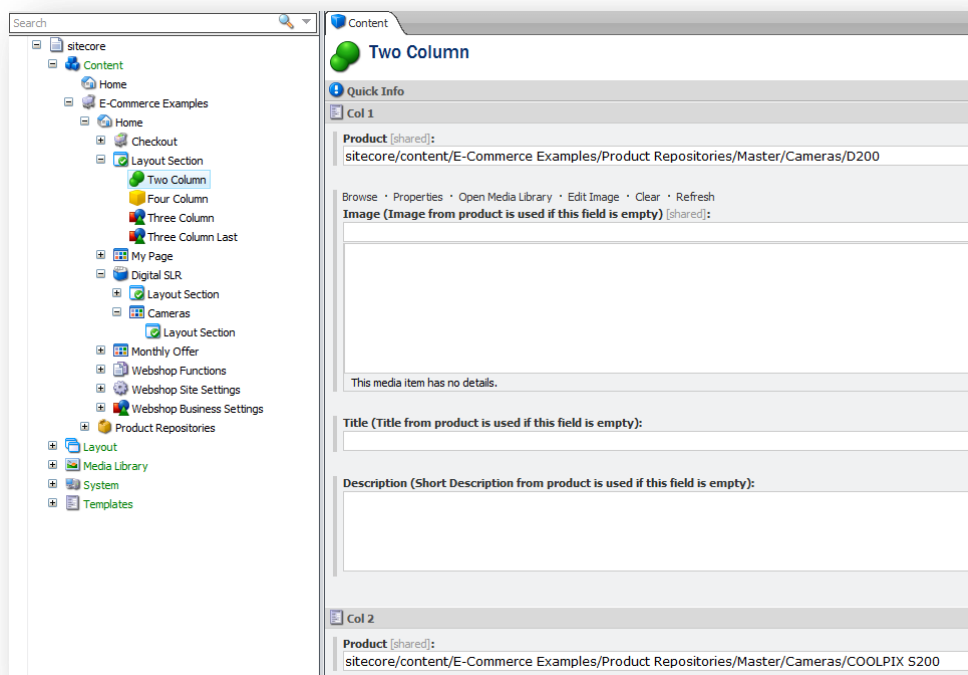 Search
sitecore
Content
Home
E-Commerce Examples
Home
Checkout
Layout Section
Two Column
Four Column
Three Column
Three Column Last
My Page
Digital SLR
Layout Section
Cameras
Layout Section
Monthly Offer
Webshop Functions
Webshop Site Settings
Webshop Business Settings
Product Repositories
Layout
Media Library
System
Templates
Content
Two Column
Quick Info
Col 1
Product [shared]:
sitecore/content/E-Commerce Examples/Product Repositories/Master/Cameras/D200
Browse · Properties · Open Media Library · Edit Image · Clear · Refresh
Image (Image from product is used if this field is empty) [shared]:
This media item has no details.
Title (Title from product is used if this field is empty):
Description (Short Description from product is used if this field is empty):
Col 2
Product [shared]:
sitecore/content/E-Commerce Examples/Product Repositories/Master/Cameras/COOLPIX S200